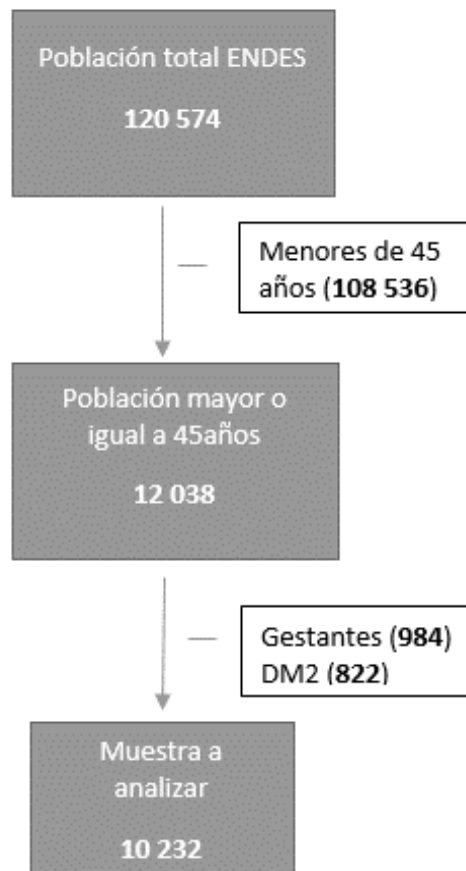 Población total ENDES
120 574
Menores de 45
años (108 536)
Población mayor o
igual a 45años
12 038
Gestantes (984)
DM2 (822)
Muestra a
analizar
10 232